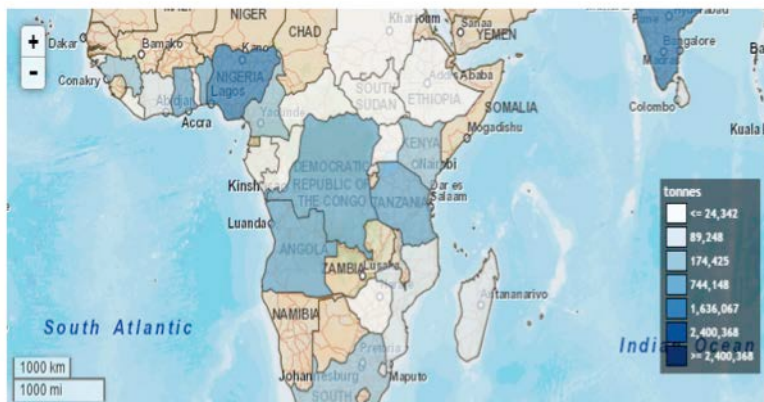 NIGER
Khartoum
Sanaa
Hyderabad
+
Dakar
Bamako
Kano
CHAD
YEMEN
Bangalore
-
NIGERIA
Madras
Conakry
Addis Ababa
Abidjan
Lagos
SOUTH
SUDAN
ETHIOPIA
SOMALIA
Colombo
Accra
Yaounde
Mogadishu
KENYA
Nairobi
DEMOCRATIC
REPUBLIC OF
THE CONGO
Dar es
Salaam
TANZANIA
Luanda
ANGOLA
ZAMBIA
Lusaka
Antananarivo
NAMIBIA
South Atlantic
Indian Ocean
Pretoria
Maputo
SOUTH
1000 km
1000 mi
tonnes
<= 24,342
89,248
174,425
744,148
1,636,067
2,400,368
>= 2,400,368